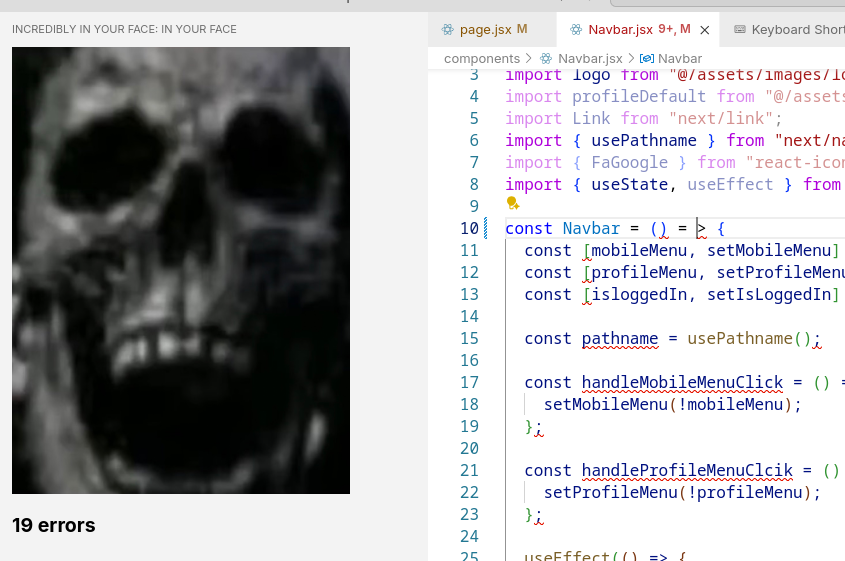 INCREDIBLY IN YOUR FACE: IN YOUR FACE
19 errors
page.jsx M
Navbar.jsx 9+, M
Keyboard Short
components > Navbar.jsx > Navbar
3 import logo from "@/assets/images/lo
4 import profileDefault from "@/assets
5 import Link from "next/link";
6 import { usePathname } from "next/na
7 import { FaGoogle } from "react-icon
8 import { useState, useEffect } from
9
10 const Navbar = () = > {
11 const [mobileMenu, setMobileMenu]
12 const [profileMenu, setProfileMenu
13 const [isloggedIn, setIsLoggedIn]
14
15 const pathname = usePathname();
16
17 const handleMobileMenuClick = () =
18 setMobileMenu(!mobileMenu);
19 };
20
21 const handleProfileMenuClcik = ()
22 setProfileMenu(!profileMenu);
23 };
24
25 useEffect(() => {